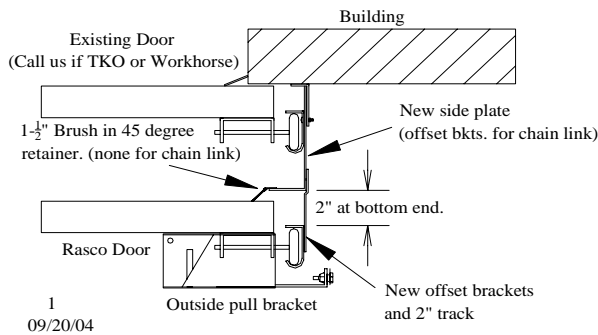 Building
Existing Door
(Call us if TKO or Workhorse)
1-½" Brush in 45 degree
retainer. (none for chain link)
New side plate
(offset bkts. for chain link)
2" at bottom end.
Rasco Door
New offset brackets
and 2" track
Outside pull bracket
1
09/20/04